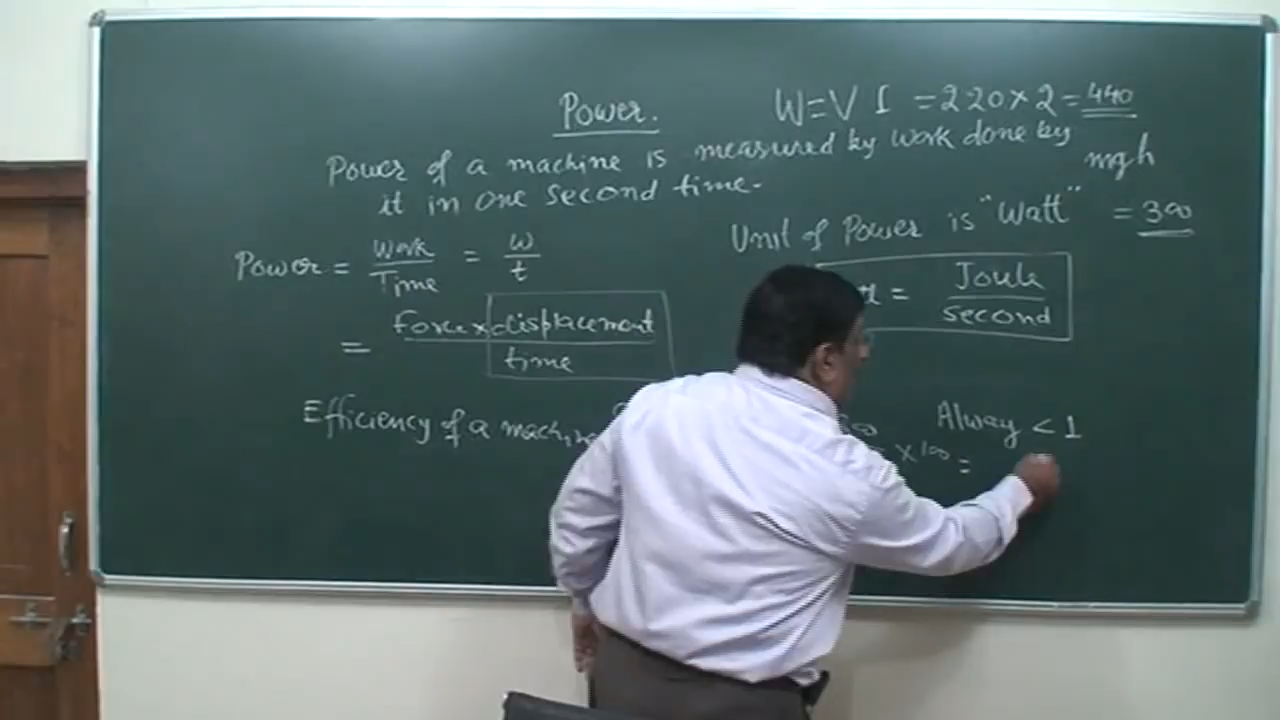 Power.
W=VI =220×2=440
Power of a machine is measured by work done by
it in one second time.
mgh
Unit of Power is "Watt" = 300
Power = Work/Time = w/t
= Joule/second
= Force×displacement/time
Efficiency of a machine
Alway < 1
×100 =